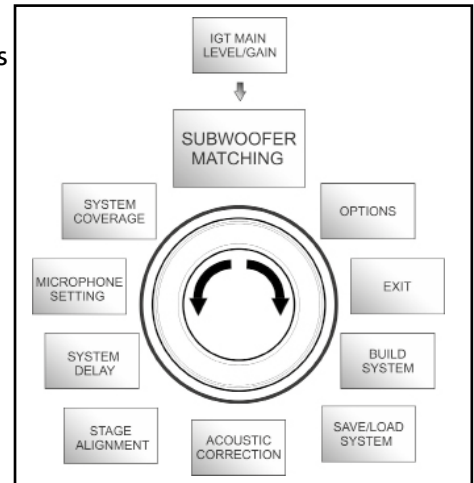 IGT MAIN
LEVEL/GAIN
SUBWOOFER
MATCHING
SYSTEM
COVERAGE
OPTIONS
MICROPHONE
SETTING
EXIT
SYSTEM
DELAY
BUILD
SYSTEM
STAGE
ALIGNMENT
ACOUSTIC
CORRECTION
SAVE/LOAD
SYSTEM